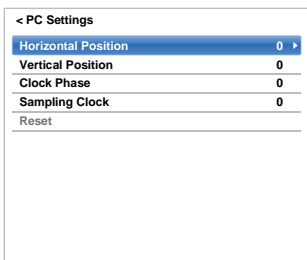 < PC Settings
Horizontal Position 0
Vertical Position 0
Clock Phase 0
Sampling Clock 0
Reset